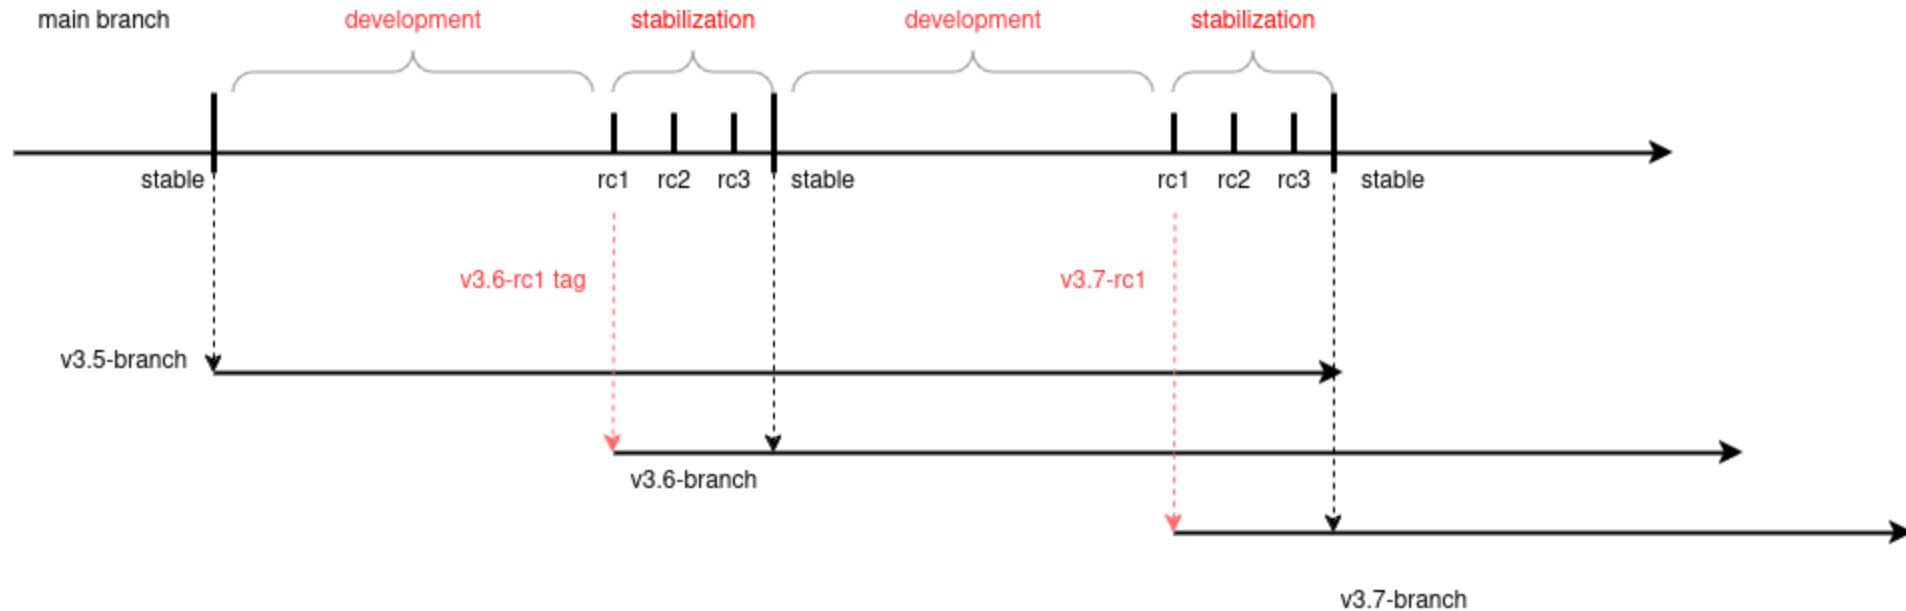 main branch
development
stabilization
development
stabilization
stable
rc1
rc2
rc3
stable
rc1
rc2
rc3
stable
v3.6-rc1 tag
v3.7-rc1
v3.5-branch
v3.6-branch
v3.7-branch